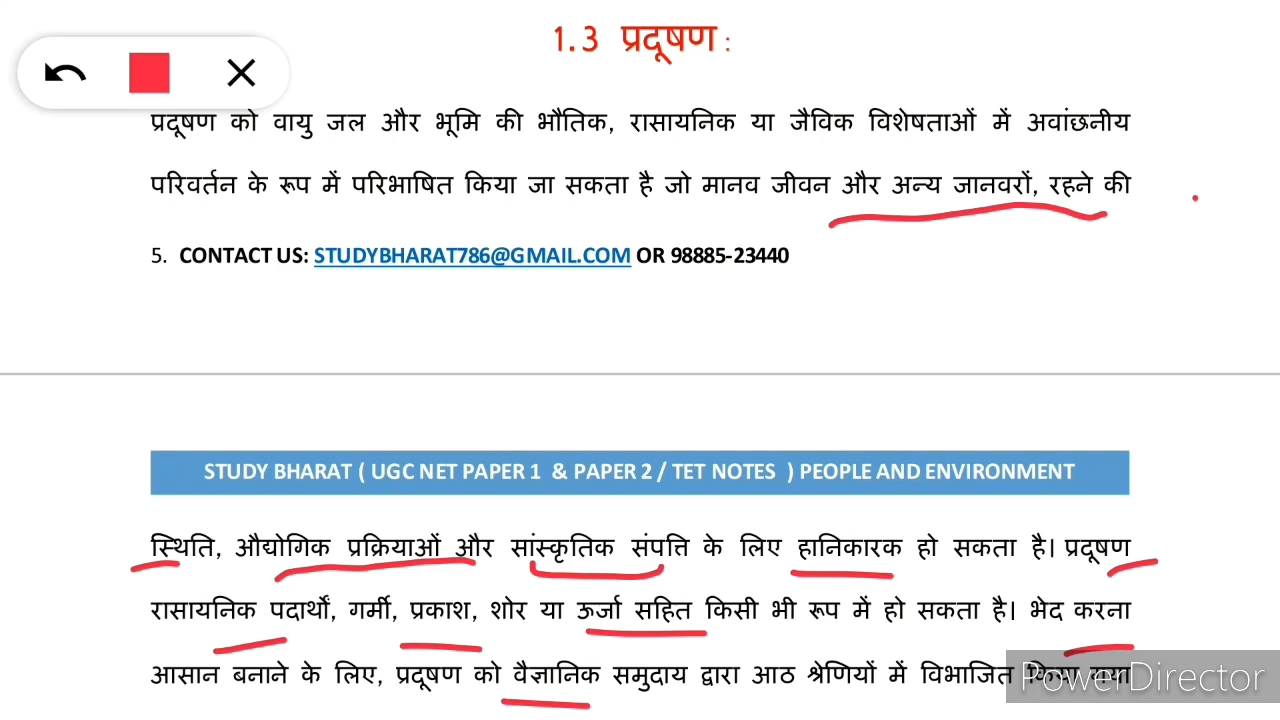 1.3 प्रदूषण :
प्रदूषण को वायु जल और भूमि की भौतिक, रासायनिक या जैविक विशेषताओं में अवांछनीय
परिवर्तन के रूप में परिभाषित किया जा सकता है जो मानव जीवन और अन्य जानवरों, रहने की
5. CONTACT US: STUDYBHARAT786@GMAIL.COM OR 98885-23440
STUDY BHARAT ( UGC NET PAPER 1 & PAPER 2 / TET NOTES ) PEOPLE AND ENVIRONMENT
स्थिति, औद्योगिक प्रक्रियाओं और सांस्कृतिक संपत्ति के लिए हानिकारक हो सकता है। प्रदूषण
रासायनिक पदार्थों, गर्मी, प्रकाश, शोर या ऊर्जा सहित किसी भी रूप में हो सकता है। भेद करना
आसान बनाने के लिए, प्रदूषण को वैज्ञानिक समुदाय द्वारा आठ श्रेणियों में विभाजित किया गया
PowerDirector